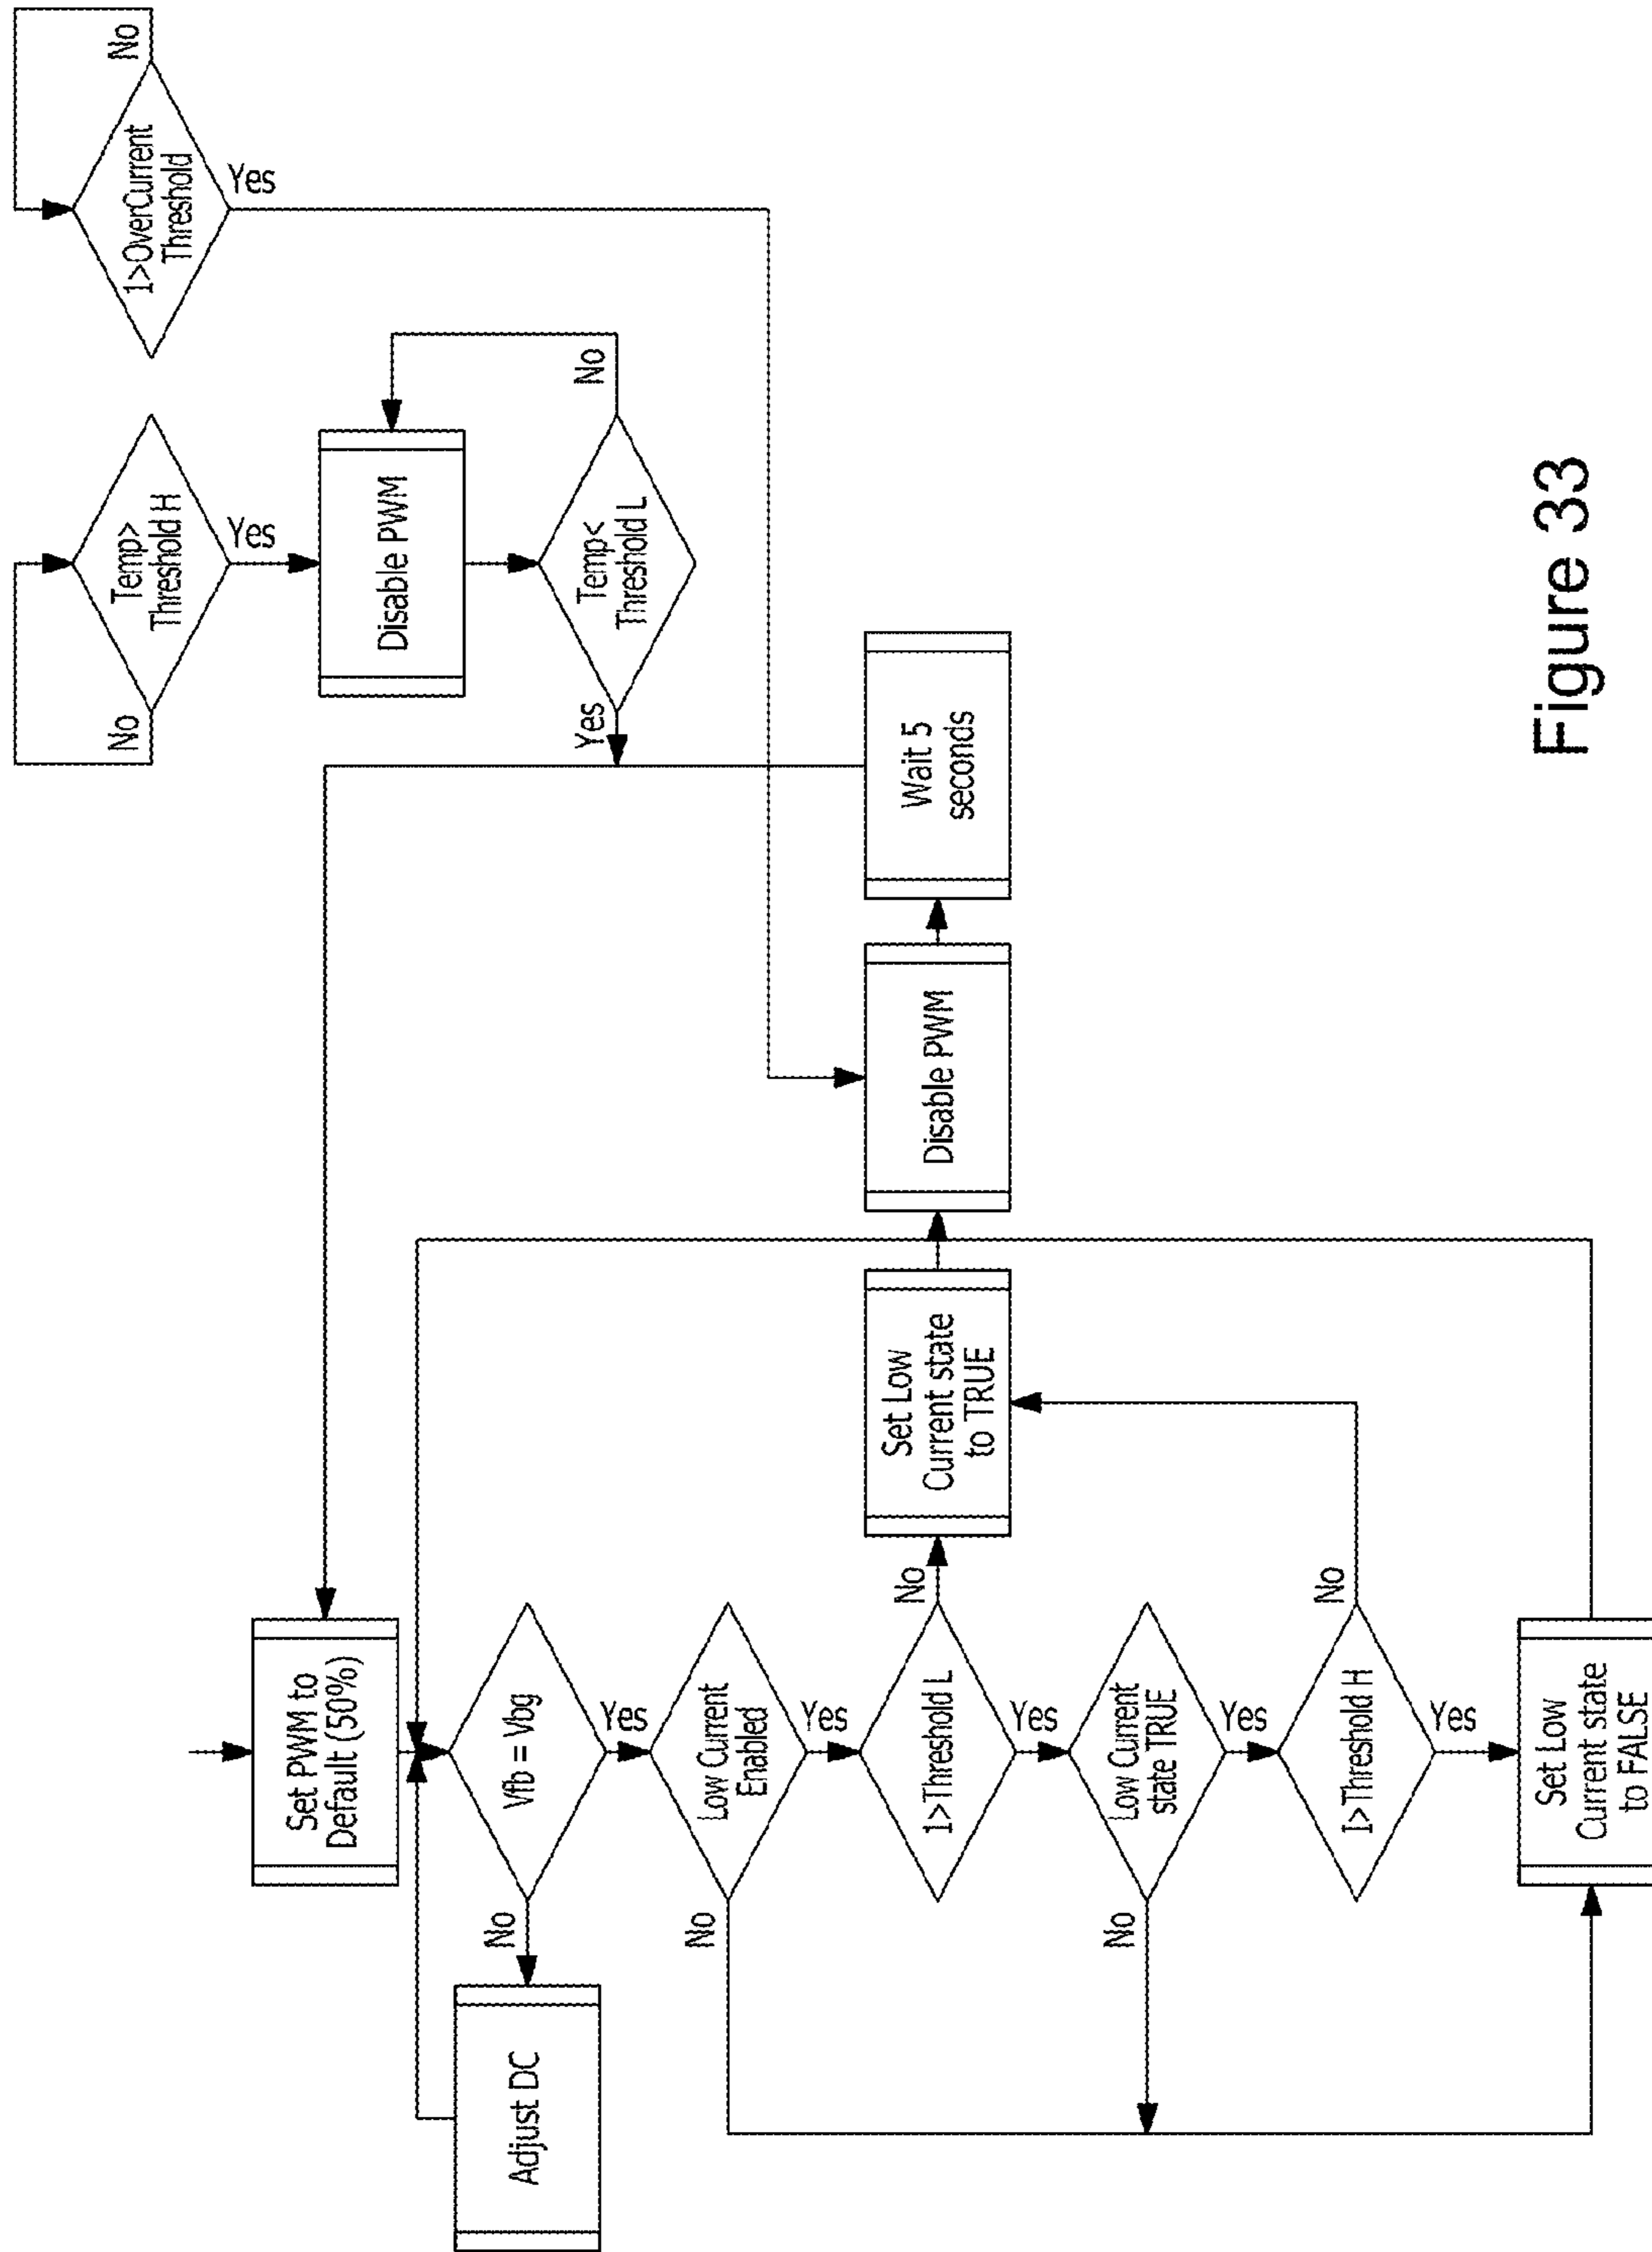 Set PWM to
Default (50%)
Vfb = Vbg
No
Yes
Adjust DC
Low Current
Enabled
No
Yes
1>Threshold L
No
Yes
Set Low
Current state
to TRUE
Low Current
state TRUE
No
Yes
I>Threshold H
No
Yes
Set Low
Current state
to FALSE
Disable PWM
Wait 5
seconds
Temp>
Threshold H
No
Yes
Disable PWM
Temp<
Threshold L
Yes
No
1>OverCurrent
Threshold
No
Yes
Figure 33